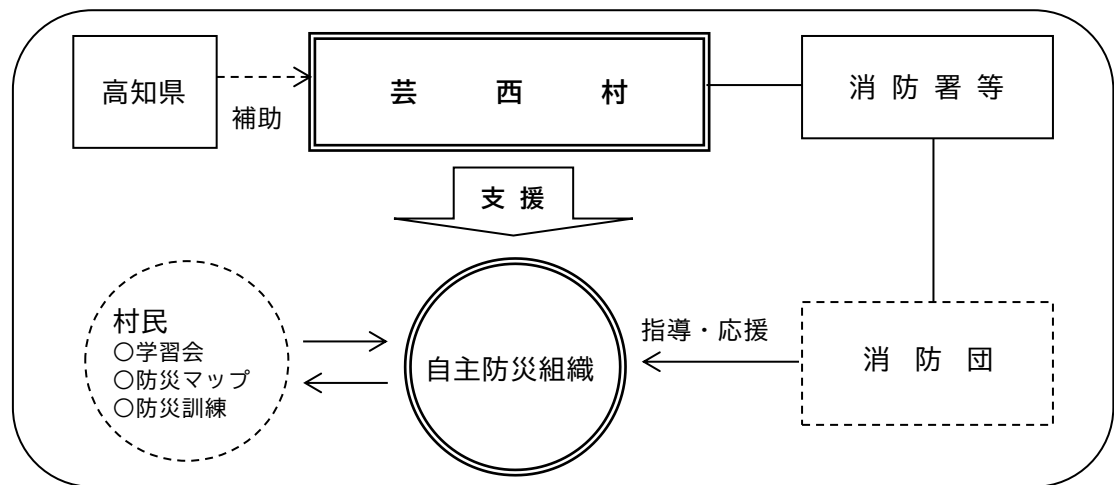 高知県
補助
芸西村
消防署等
支援
村民
○学習会
○防災マップ
○防災訓練
自主防災組織
指導・応援
消防団